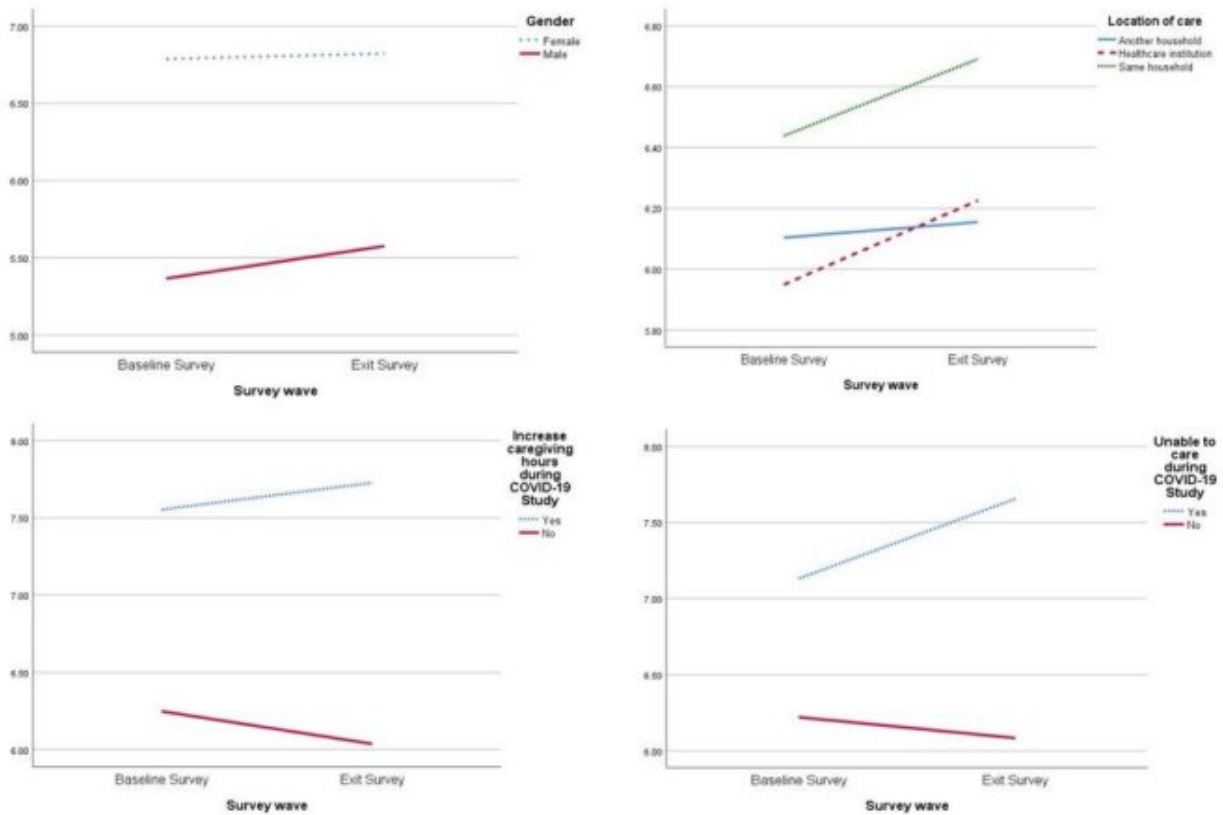 Gender
Female
Male
7.00
6.50
6.00
5.50
5.00
Baseline Survey Exit Survey
Survey wave
Location of care
Another household
Healthcare institution
Same household
6.80
6.60
6.40
6.20
6.00
5.80
Baseline Survey Exit Survey
Survey wave
Increase
caregiving
hours
during
COVID-19
Study
Yes
No
8.00
7.50
7.00
6.50
6.00
Baseline Survey Exit Survey
Survey wave
Unable to
care
during
COVID-19
Study
Yes
No
8.00
7.50
7.00
6.50
6.00
Baseline Survey Exit Survey
Survey wave